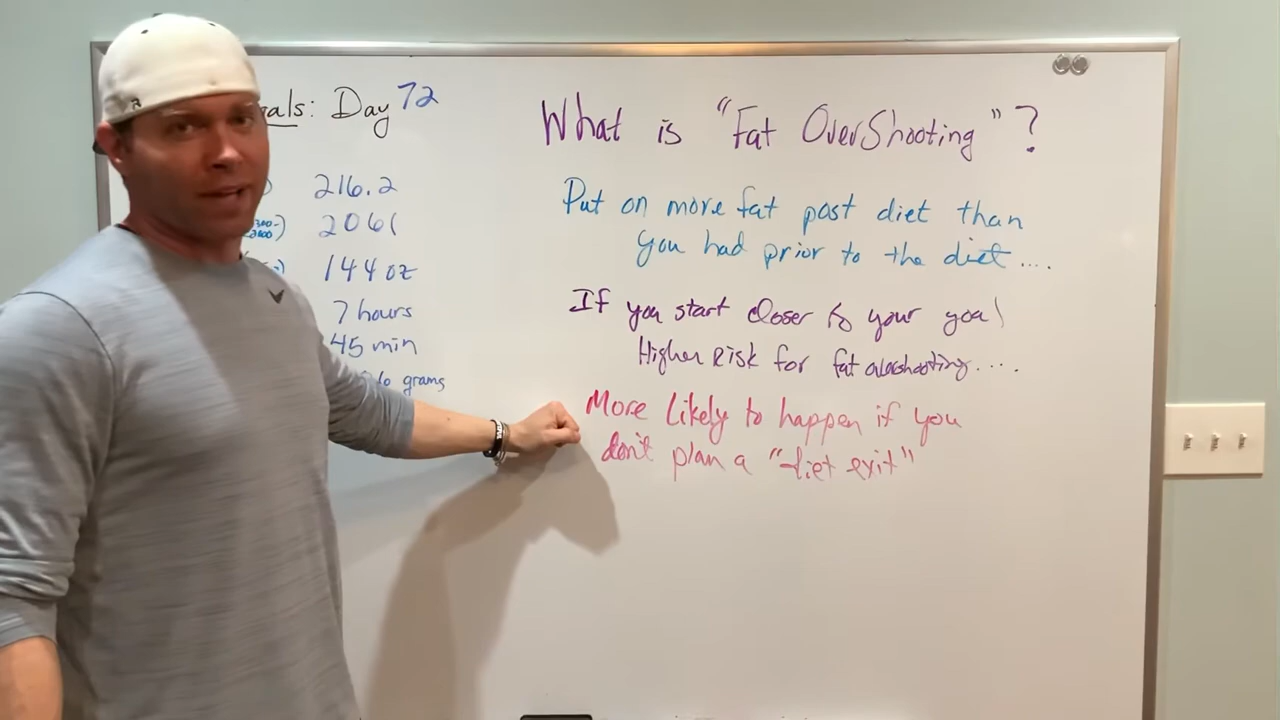 als: Day 72
216.2
2061
144 oz
7 hours
45 min
grams
What is "Fat OverShooting"?
Put on more fat post diet than
you had prior to the diet....
If you start closer to your goal
Higher Risk for fat overshooting....
More likely to happen if you
don't plan a "diet exit"